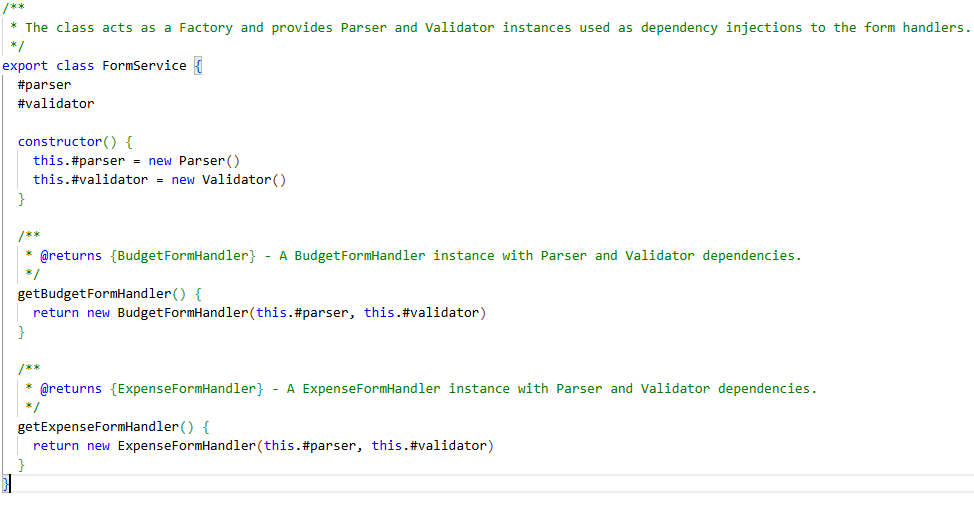 /**
 * The class acts as a Factory and provides Parser and Validator instances used as dependency injections to the form handlers.
 */
export class FormService {
  #parser
  #validator
  constructor() {
    this.#parser = new Parser()
    this.#validator = new Validator()
  }
  /**
   * @returns {BudgetFormHandler} - A BudgetFormHandler instance with Parser and Validator dependencies.
   */
  getBudgetFormHandler() {
    return new BudgetFormHandler(this.#parser, this.#validator)
  }
  /**
   * @returns {ExpenseFormHandler} - A ExpenseFormHandler instance with Parser and Validator dependencies.
   */
  getExpenseFormHandler() {
    return new ExpenseFormHandler(this.#parser, this.#validator)
  }
}